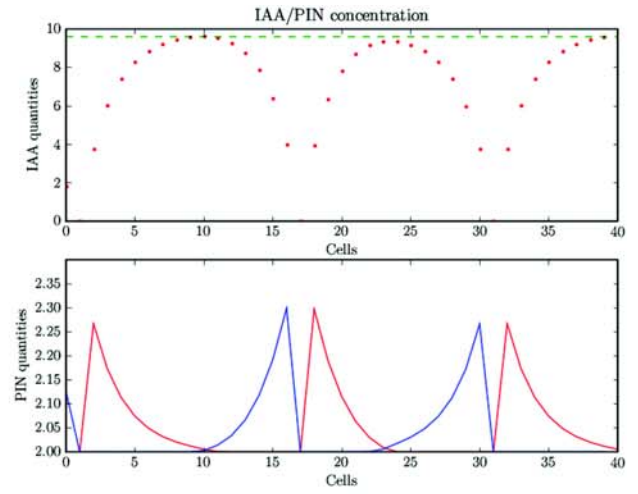 IAA/PIN concentration
10
8
6
4
2
0
IAA quantities
0 5 10 15 20 25 30 35 40
Cells
2.35
2.30
2.25
2.20
2.15
2.10
2.05
2.00
PIN quantities
0 5 10 15 20 25 30 35 40
Cells